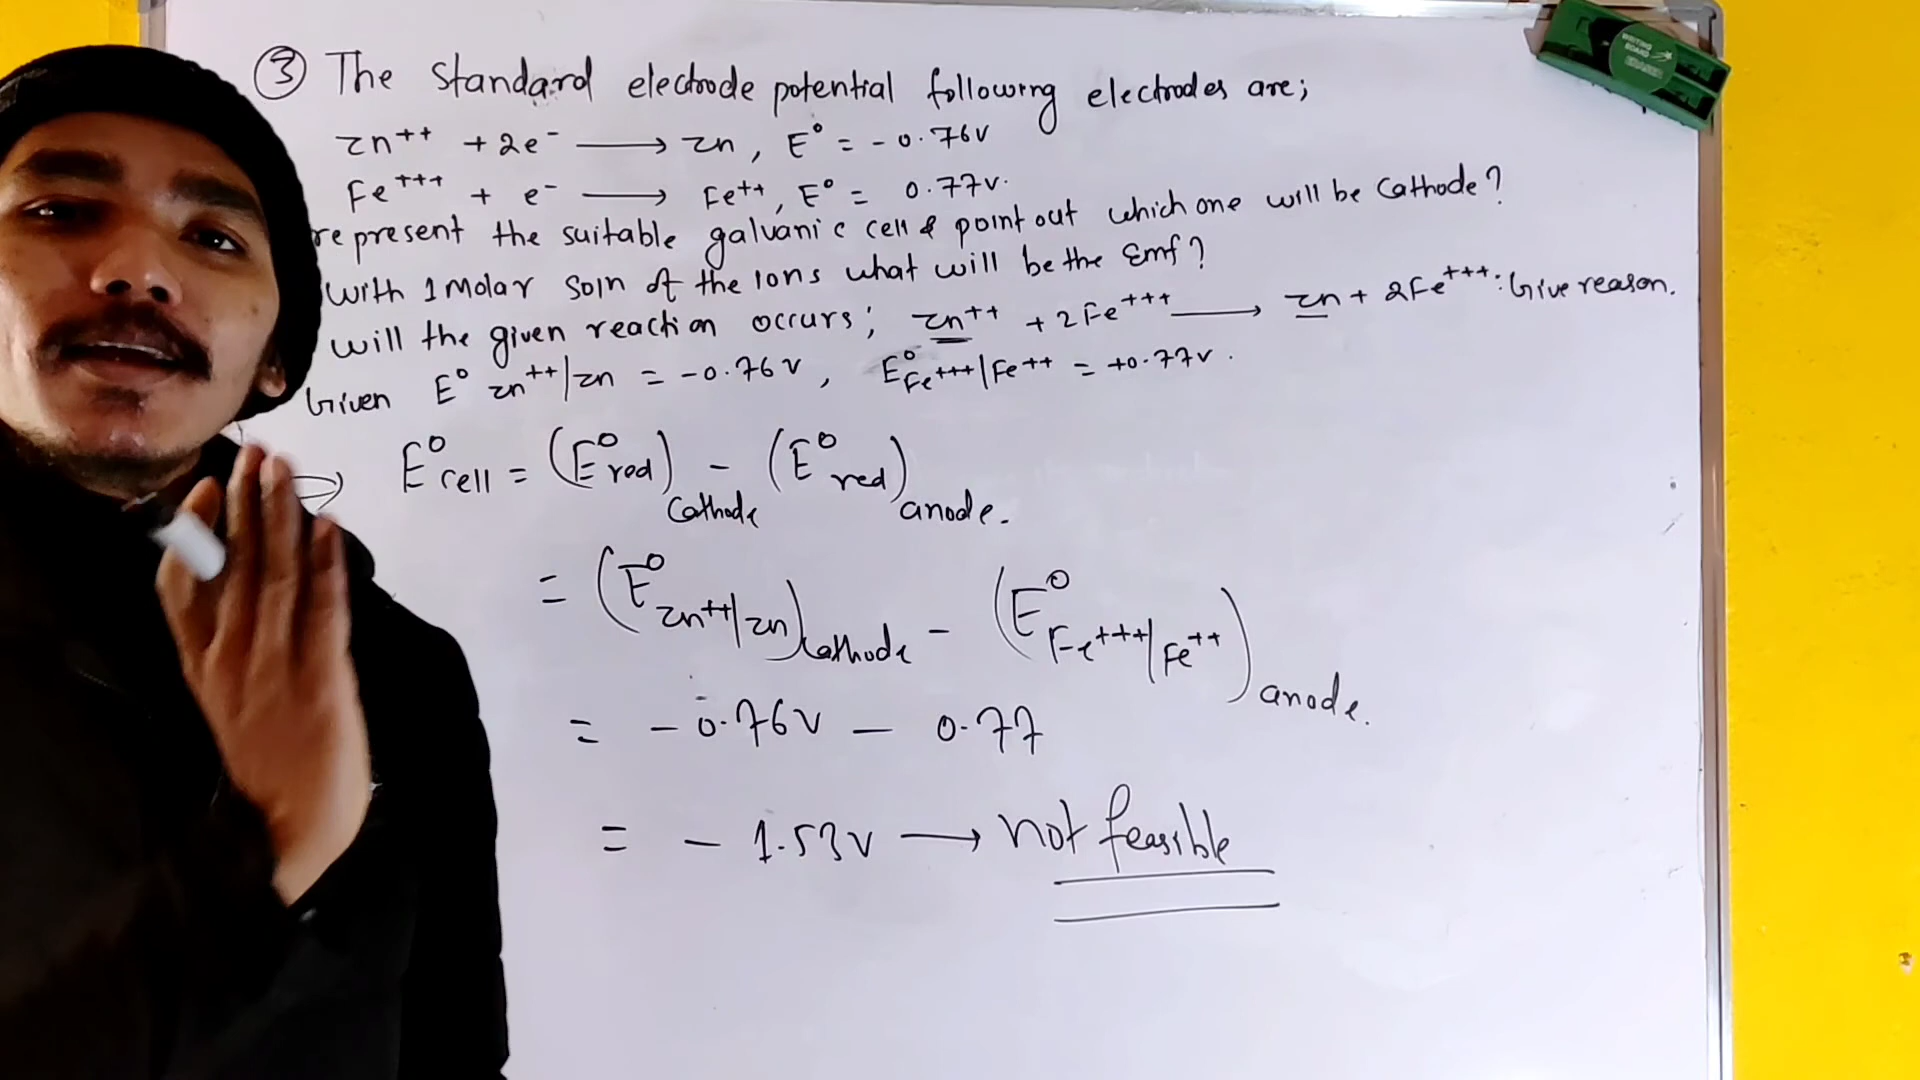 ③ The standard electrode potential following electrodes are;
zn++ + 2e- ⟶ zn, E° = -0.76v
Fe+++ + e- ⟶ Fe++, E° = 0.77v.
represent the suitable galvanic cell & point out which one will be Cathode?
with 1 Molar soln of the Ions what will be the Emf?
will the given reaction occurs; zn++ + 2Fe+++ ⟶ zn + 2Fe+++: Give reason.
Given E° zn++/zn = -0.76v, E°Fe+++/Fe++ = +0.77v.
⇒ E°cell = (E°red)Cathode - (E°red)anode.
= (E°zn++/zn)Cathode - (E°Fe+++/Fe++)anode.
= -0.76v - 0.77
= -1.53v ⟶ not feasible
WRITING
BOARD
ERASER